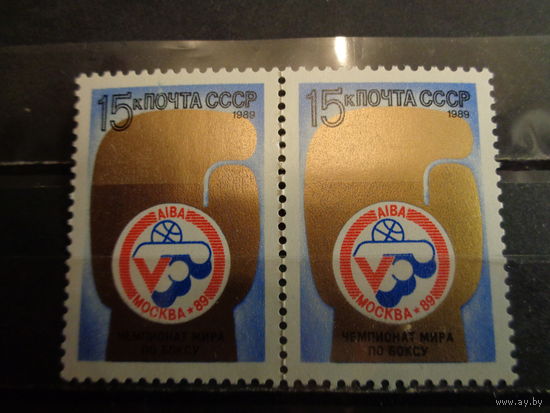 15к ПОЧТА СССР
1989
AIBA
МОСКВА★89
ЧЕМПИОНАТ МИРА
ПО БОКСУ
15к ПОЧТА СССР
1989
AIBA
МОСКВА★89
ЧЕМПИОНАТ МИРА
ПО БОКСУ
www.ay.by